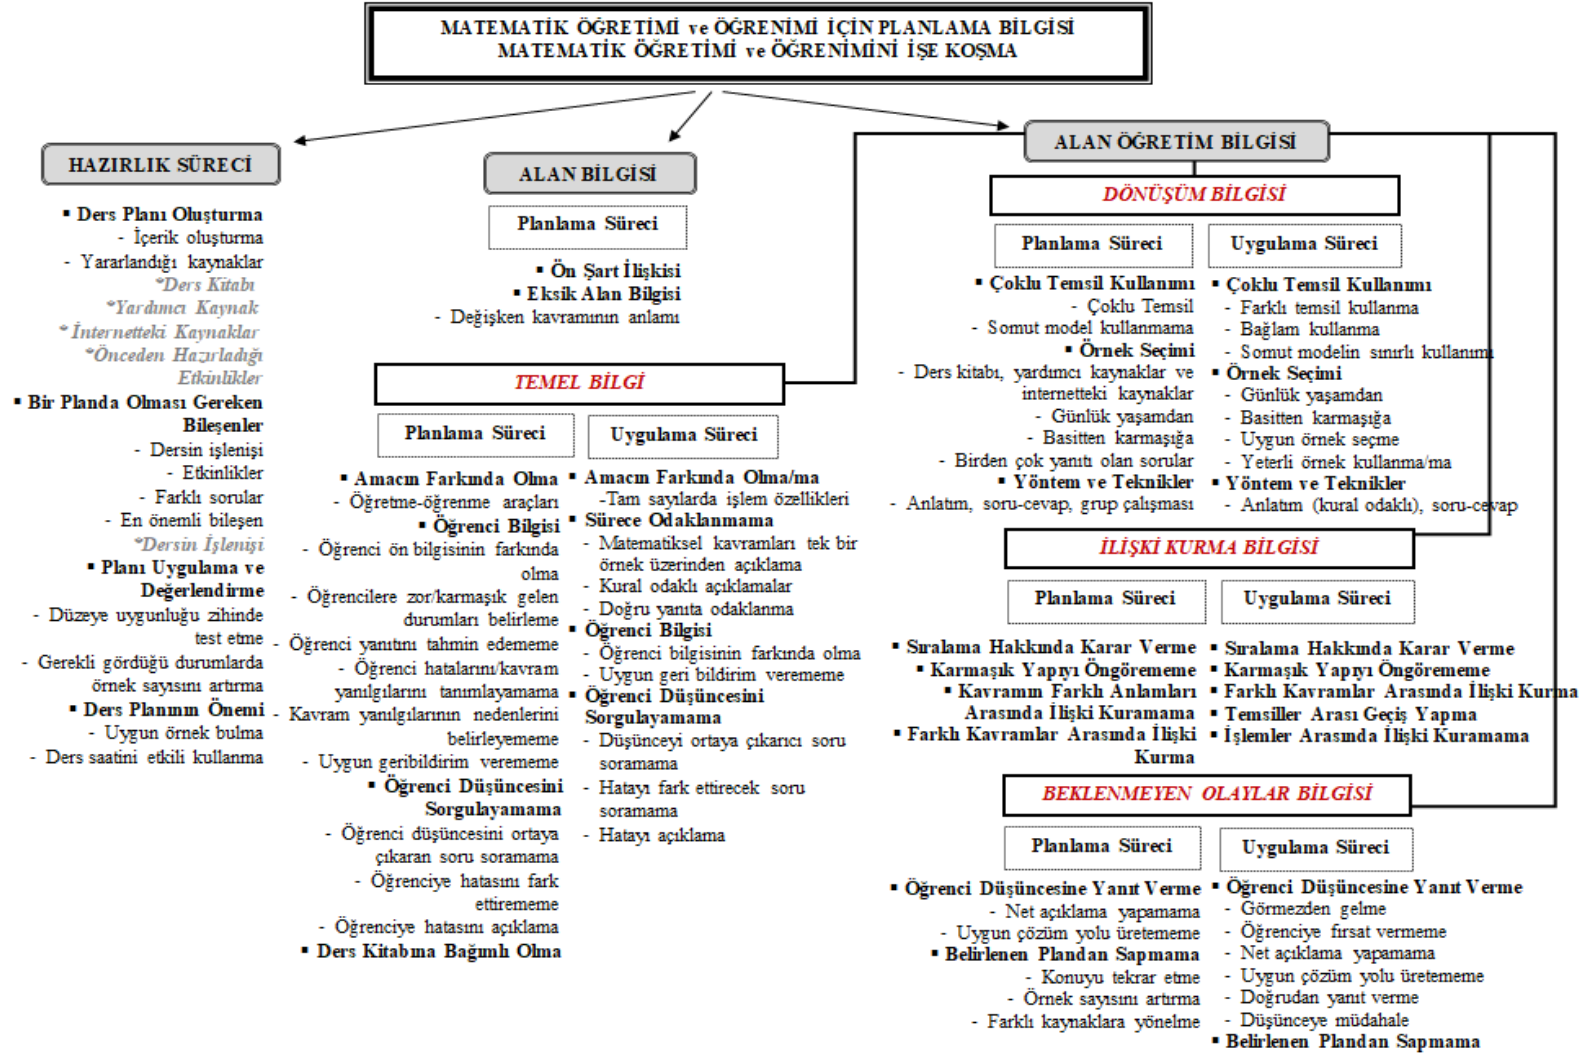 MATEMATİK ÖĞRETİMİ ve ÖĞRENİMİ İÇİN PLANLAMA BİLGİSİ
MATEMATİK ÖĞRETİMİ ve ÖĞRENİMİNİ İŞE KOŞMA
HAZIRLIK SÜRECİ
▪ Ders Planı Oluşturma
- İçerik oluşturma
- Yararlandığı kaynaklar
*Ders Kitabı
*Yardımcı Kaynak
* İnternetteki Kaynaklar
*Önceden Hazırladığı
Etkinlikler
▪ Bir Planda Olması Gereken
Bileşenler
- Dersin işlenişi
- Etkinlikler
- Farklı sorular
- En önemli bileşen
*Dersin İşlenişi
▪ Planı Uygulama ve
Değerlendirme
- Düzeye uygunluğu zihinde
test etme
- Gerekli gördüğü durumlarda
örnek sayısını artırma
▪ Ders Planının Önemi
- Uygun örnek bulma
- Ders saatini etkili kullanma
ALAN BİLGİSİ
Planlama Süreci
▪ Ön Şart İlişkisi
▪ Eksik Alan Bilgisi
- Değişken kavramının anlamı
TEMEL BİLGİ
Planlama Süreci
▪ Amacın Farkında Olma
- Öğretme-öğrenme araçları
▪ Öğrenci Bilgisi
- Öğrenci ön bilgisinin farkında
olma
- Öğrencilere zor/karmaşık gelen
durumları belirleme
- Öğrenci yanıtını tahmin edememe
- Öğrenci hatalarını/kavram
yanılgılarını tanımlayamama
- Kavram yanılgılarının nedenlerini
belirleyememe
- Uygun geribildirim verememe
▪ Öğrenci Düşüncesini
Sorgulayamama
- Öğrenci düşüncesini ortaya
çıkaran soru soramama
- Öğrenciye hatasını fark
ettirememe
- Öğrenciye hatasını açıklama
▪ Ders Kitabına Bağımlı Olma
Uygulama Süreci
▪ Amacın Farkında Olma/ma
-Tam sayılarda işlem özellikleri
▪ Sürece Odaklanmama
- Matematiksel kavramları tek bir
örnek üzerinden açıklama
- Kural odaklı açıklamalar
- Doğru yanıta odaklanma
▪ Öğrenci Bilgisi
- Öğrenci bilgisinin farkında olma
- Uygun geri bildirim verememe
▪ Öğrenci Düşüncesini
Sorgulayamama
- Düşünceyi ortaya çıkarıcı soru
soramama
- Hatayı fark ettirecek soru
soramama
- Hatayı açıklama
ALAN ÖĞRETİM BİLGİSİ
DÖNÜŞÜM BİLGİSİ
Planlama Süreci
▪ Çoklu Temsil Kullanımı
- Çoklu Temsil
- Somut model kullanmama
▪ Örnek Seçimi
- Ders kitabı, yardımcı kaynaklar ve
internetteki kaynaklar
- Günlük yaşamdan
- Basitten karmaşığa
- Birden çok yanıtı olan sorular
▪ Yöntem ve Teknikler
- Anlatım, soru-cevap, grup çalışması
Uygulama Süreci
▪ Çoklu Temsil Kullanımı
- Farklı temsil kullanma
- Bağlam kullanma
- Somut modelin sınırlı kullanımı
▪ Örnek Seçimi
- Günlük yaşamdan
- Basitten karmaşığa
- Uygun örnek seçme
- Yeterli örnek kullanma/ma
▪ Yöntem ve Teknikler
- Anlatım (kural odaklı), soru-cevap
İLİŞKİ KURMA BİLGİSİ
Planlama Süreci
▪ Sıralama Hakkında Karar Verme
▪ Karmaşık Yapıyı Öngörememe
▪ Kavramın Farklı Anlamları
Arasında İlişki Kuramama
▪ Farklı Kavramlar Arasında İlişki
Kurma
Uygulama Süreci
▪ Sıralama Hakkında Karar Verme
▪ Karmaşık Yapıyı Öngörememe
▪ Farklı Kavramlar Arasında İlişki Kurma
▪ Temsiller Arası Geçiş Yapma
▪ İşlemler Arasında İlişki Kuramama
BEKLENMEYEN OLAYLAR BİLGİSİ
Planlama Süreci
▪ Öğrenci Düşüncesine Yanıt Verme
- Net açıklama yapamama
- Uygun çözüm yolu üretememe
▪ Belirlenen Plandan Sapmama
- Konuyu tekrar etme
- Örnek sayısını artırma
- Farklı kaynaklara yönelme
Uygulama Süreci
▪ Öğrenci Düşüncesine Yanıt Verme
- Görmezden gelme
- Öğrenciye fırsat vermeme
- Net açıklama yapamama
- Uygun çözüm yolu üretememe
- Doğrudan yanıt verme
- Düşünceye müdahale
▪ Belirlenen Plandan Sapmama